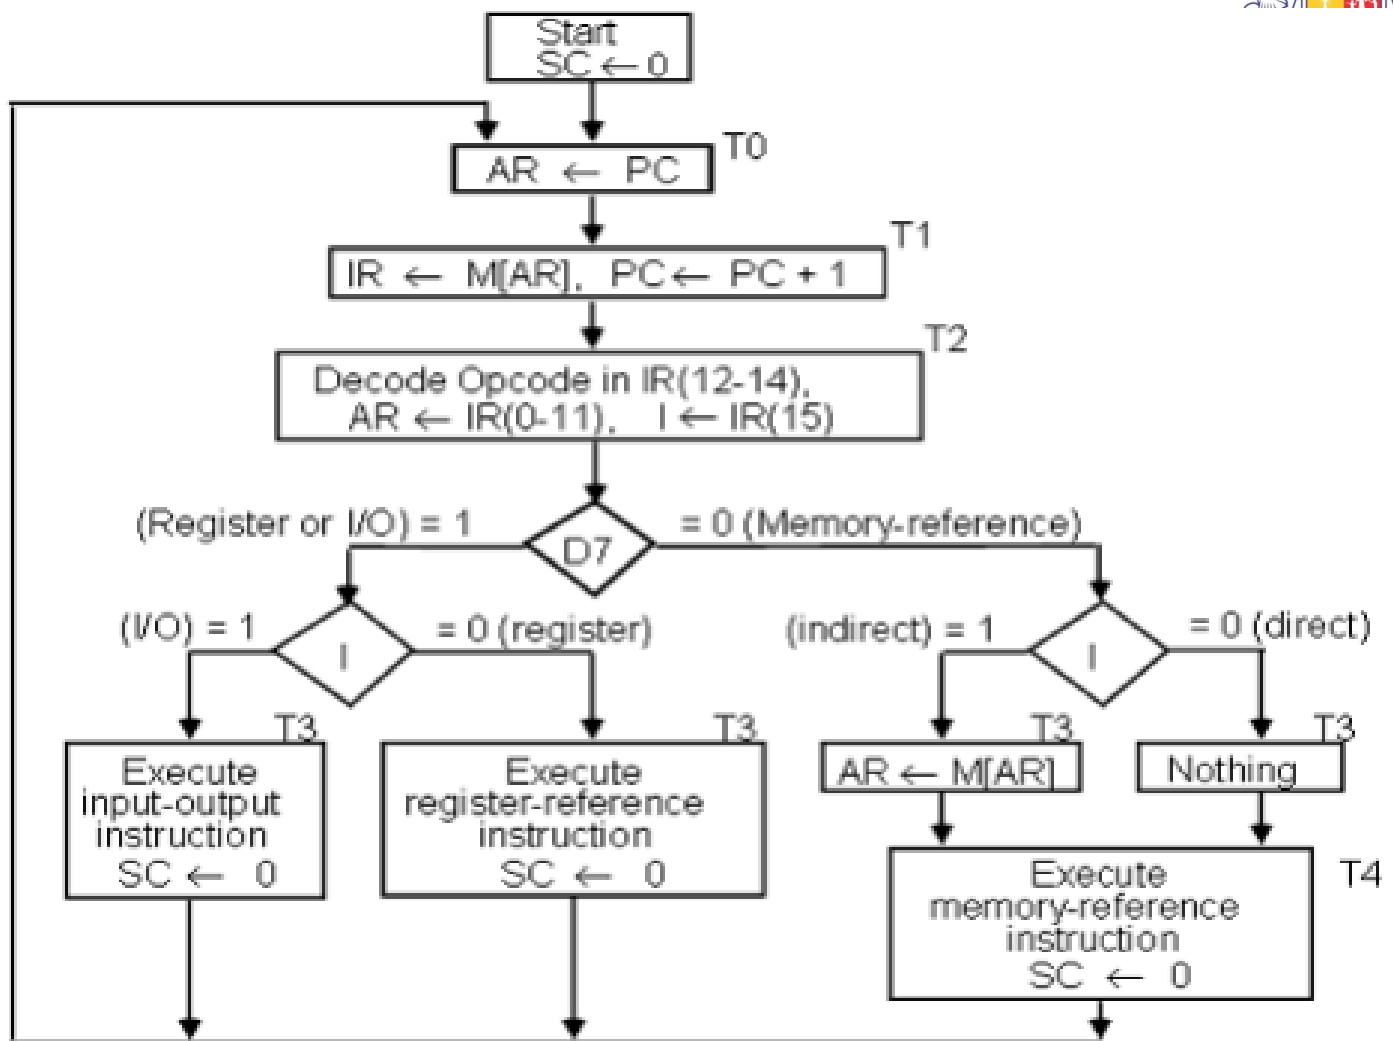 Start
SC ← 0
T0
AR ← PC
T1
IR ← M[AR], PC ← PC + 1
T2
Decode Opcode in IR(12-14),
AR ← IR(0-11), I ← IR(15)
(Register or I/O) = 1
D7
= 0 (Memory-reference)
(I/O) = 1
I
= 0 (register)
(indirect) = 1
I
= 0 (direct)
T3
Execute
input-output
instruction
SC ← 0
T3
Execute
register-reference
instruction
SC ← 0
T3
AR ← M[AR]
T3
Nothing
Execute
memory-reference
instruction
SC ← 0
T4